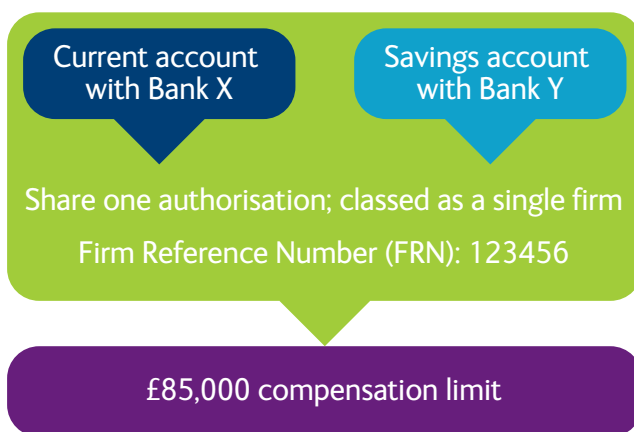 Current account
with Bank X
Savings account
with Bank Y
Share one authorisation; classed as a single firm
Firm Reference Number (FRN): 123456
£85,000 compensation limit